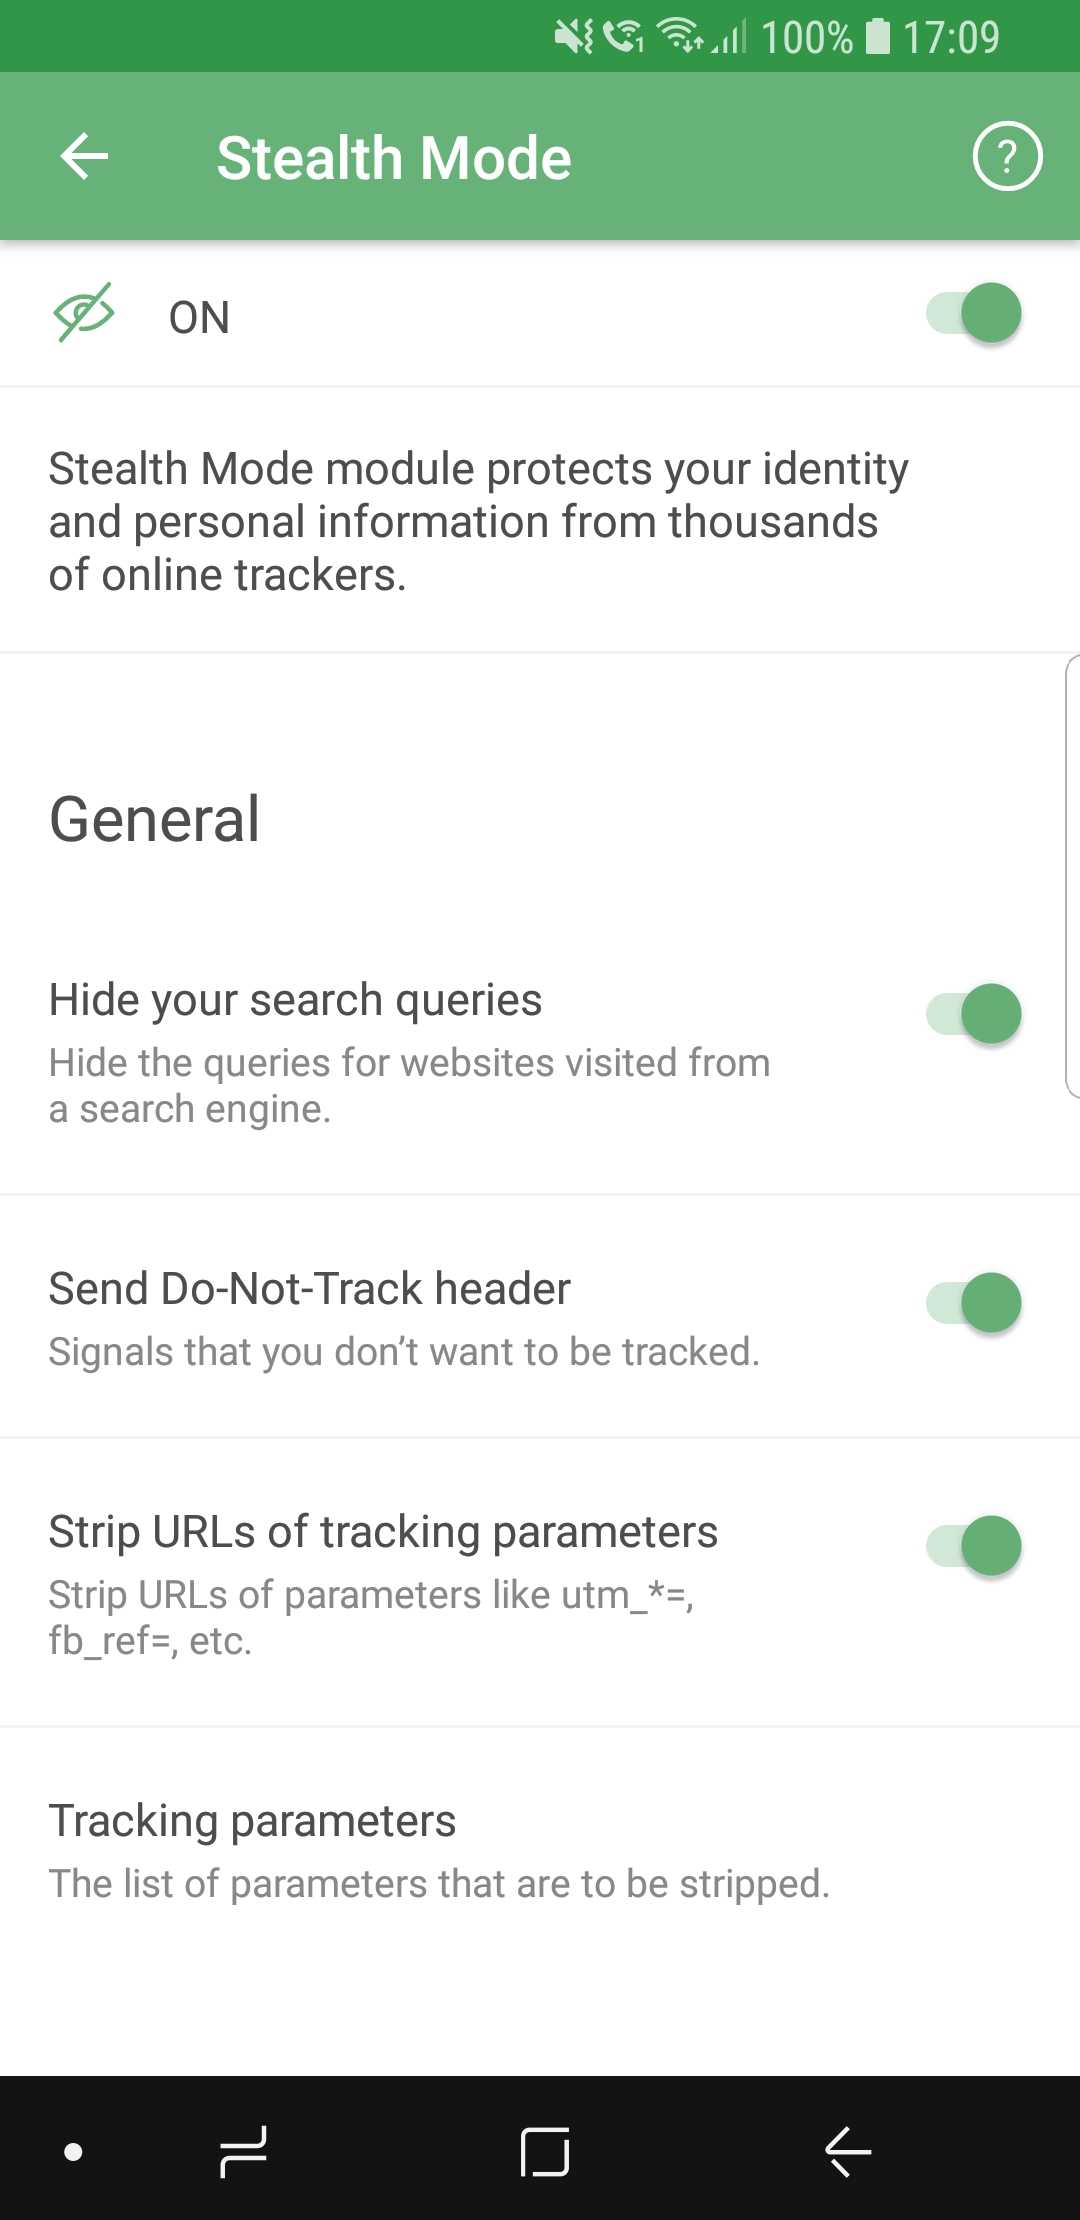 100% 17:09
Stealth Mode
?
ON
Stealth Mode module protects your identity
and personal information from thousands
of online trackers.
General
Hide your search queries
Hide the queries for websites visited from
a search engine.
Send Do-Not-Track header
Signals that you don’t want to be tracked.
Strip URLs of tracking parameters
Strip URLs of parameters like utm_*=,
fb_ref=, etc.
Tracking parameters
The list of parameters that are to be stripped.